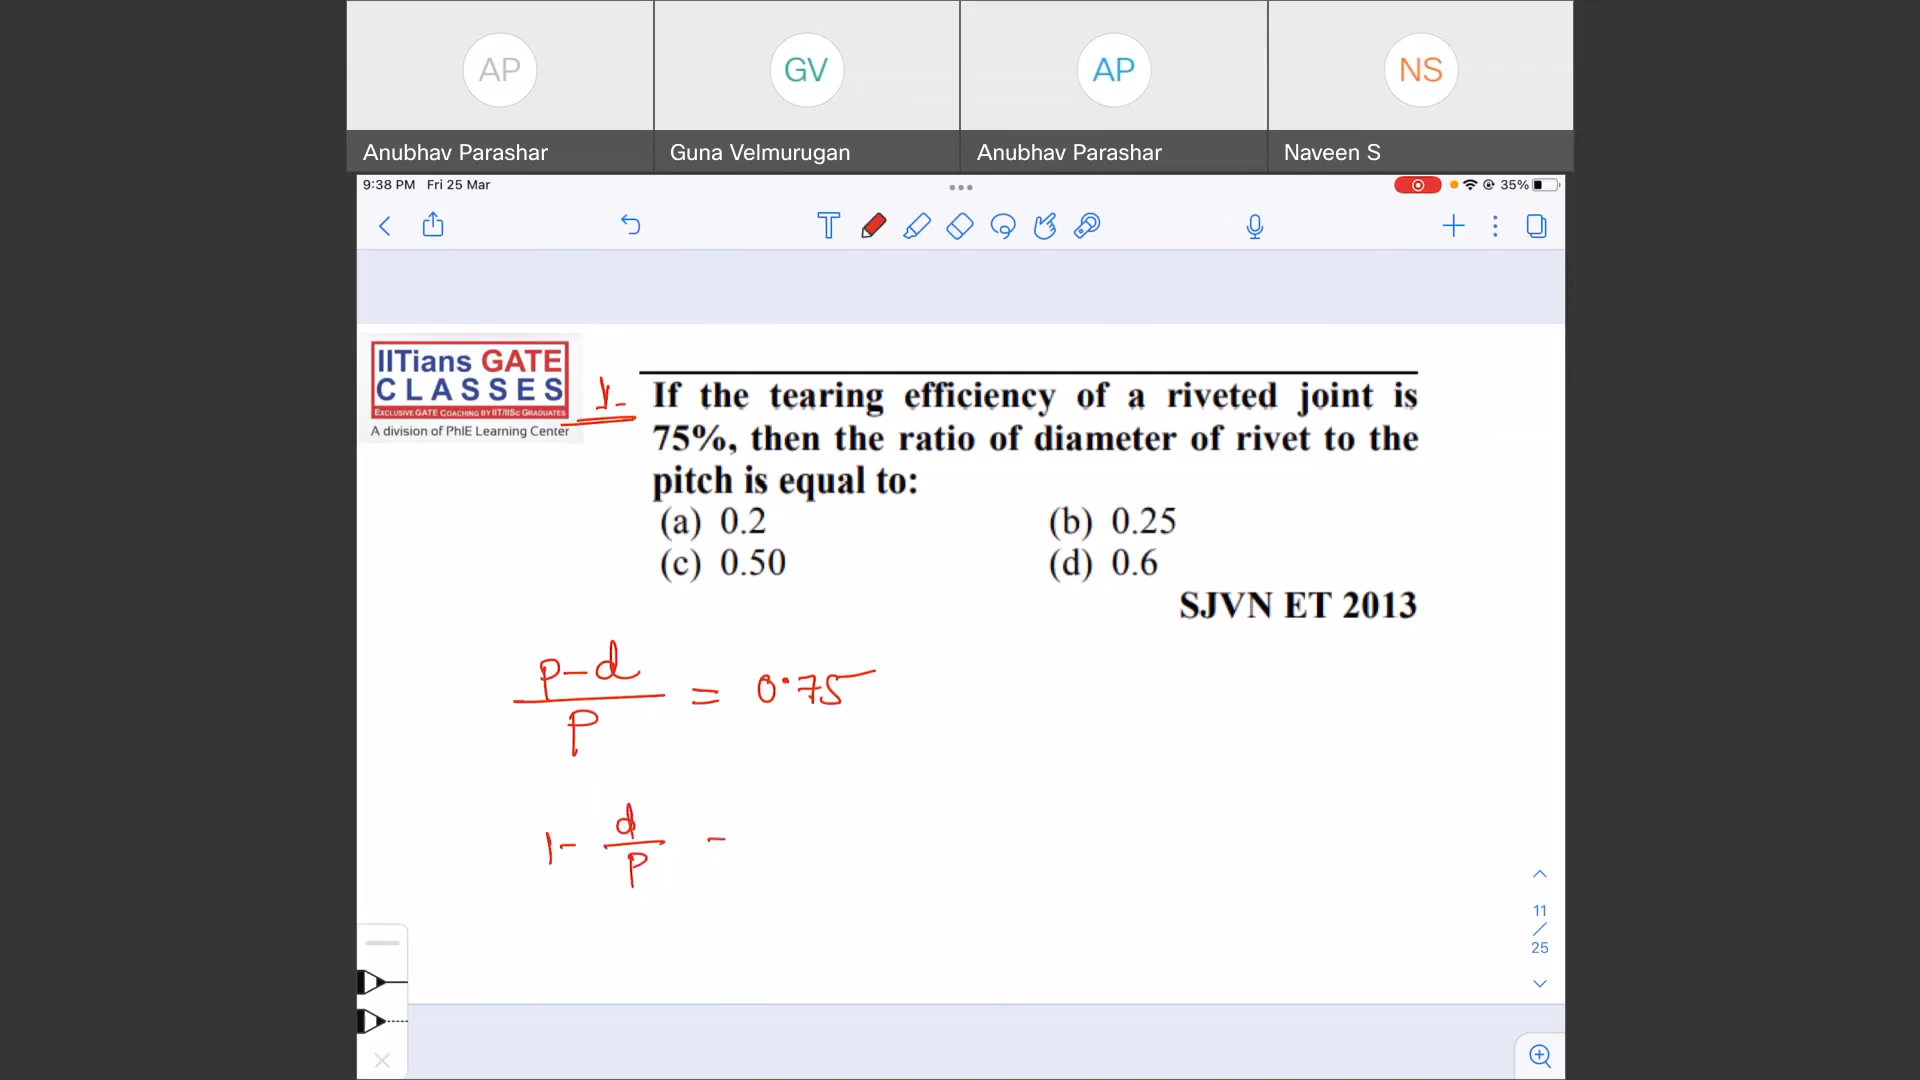 AP
GV
AP
NS
Anubhav Parashar
Guna Velmurugan
Anubhav Parashar
Naveen S
9:38 PM Fri 25 Mar
35%
IITians GATE
CLASSES
EXCLUSIVE GATE COACHING BY IIT/IISC GRADUATES
A division of PhIE Learning Center
1-
If the tearing efficiency of a riveted joint is
75%, then the ratio of diameter of rivet to the
pitch is equal to:
(a) 0.2
(b) 0.25
(c) 0.50
(d) 0.6
SJVN ET 2013
p-d
p
= 0.75
1- d
p
-
11
/
25